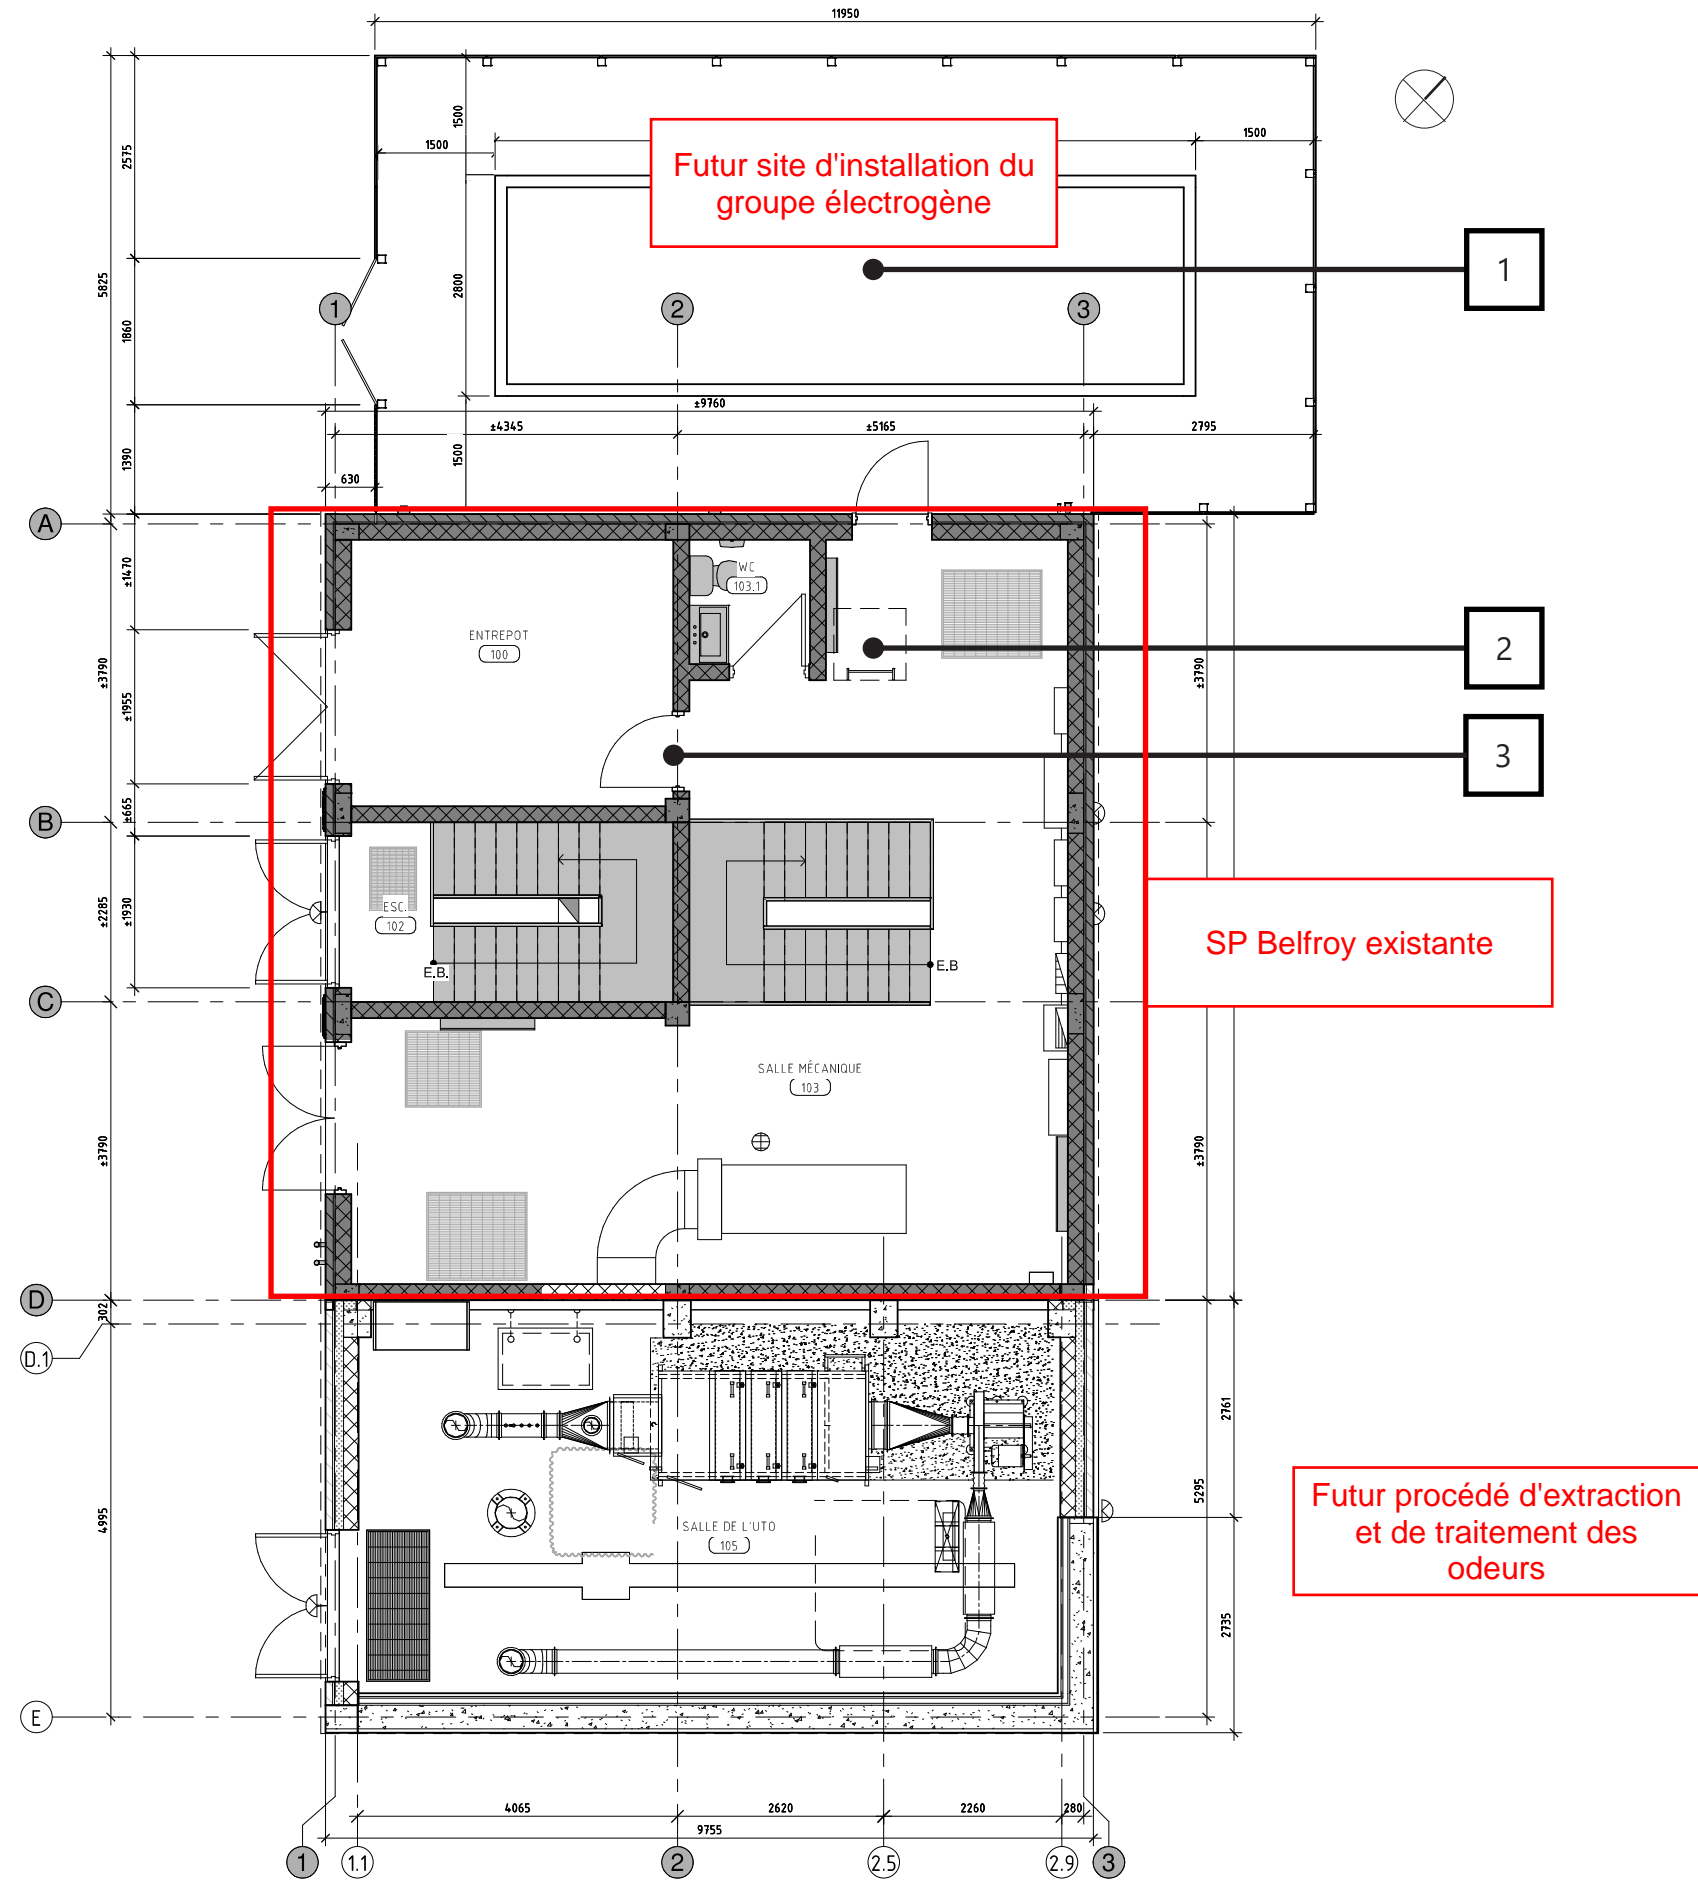 11950
1500
1500
1500
2575
5825
2800
1860
1390
Futur site d'installation du
groupe électrogène
1
1
2
3
±9760
±4345
±5165
2795
1500
630
A
±1470
±3790
±1955
±665
WC
103.1
ENTREPOT
100
±3790
2
3
B
±2285
±1930
ESC.
102
E.B.
E.B
SP Belfroy existante
C
SALLE MÉCANIQUE
103
±3790
±3790
D
302
D.1
2761
5295
4995
SALLE DE L'UTO
105
Futur procédé d'extraction
et de traitement des
odeurs
2735
E
4065
2620
2260
280
9755
1
1.1
2
2.5
2.9
3